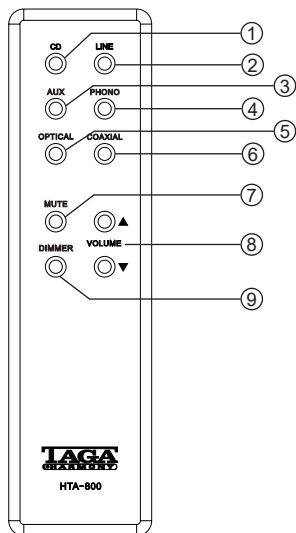 CD LINE ①
②
AUX PHONO ③
④
OPTICAL COAXIAL ⑤
⑥
MUTE ▲ ⑦
VOLUME ⑧
DIMMER ▼ ⑨
TAGA
HARMONY
HTA-800